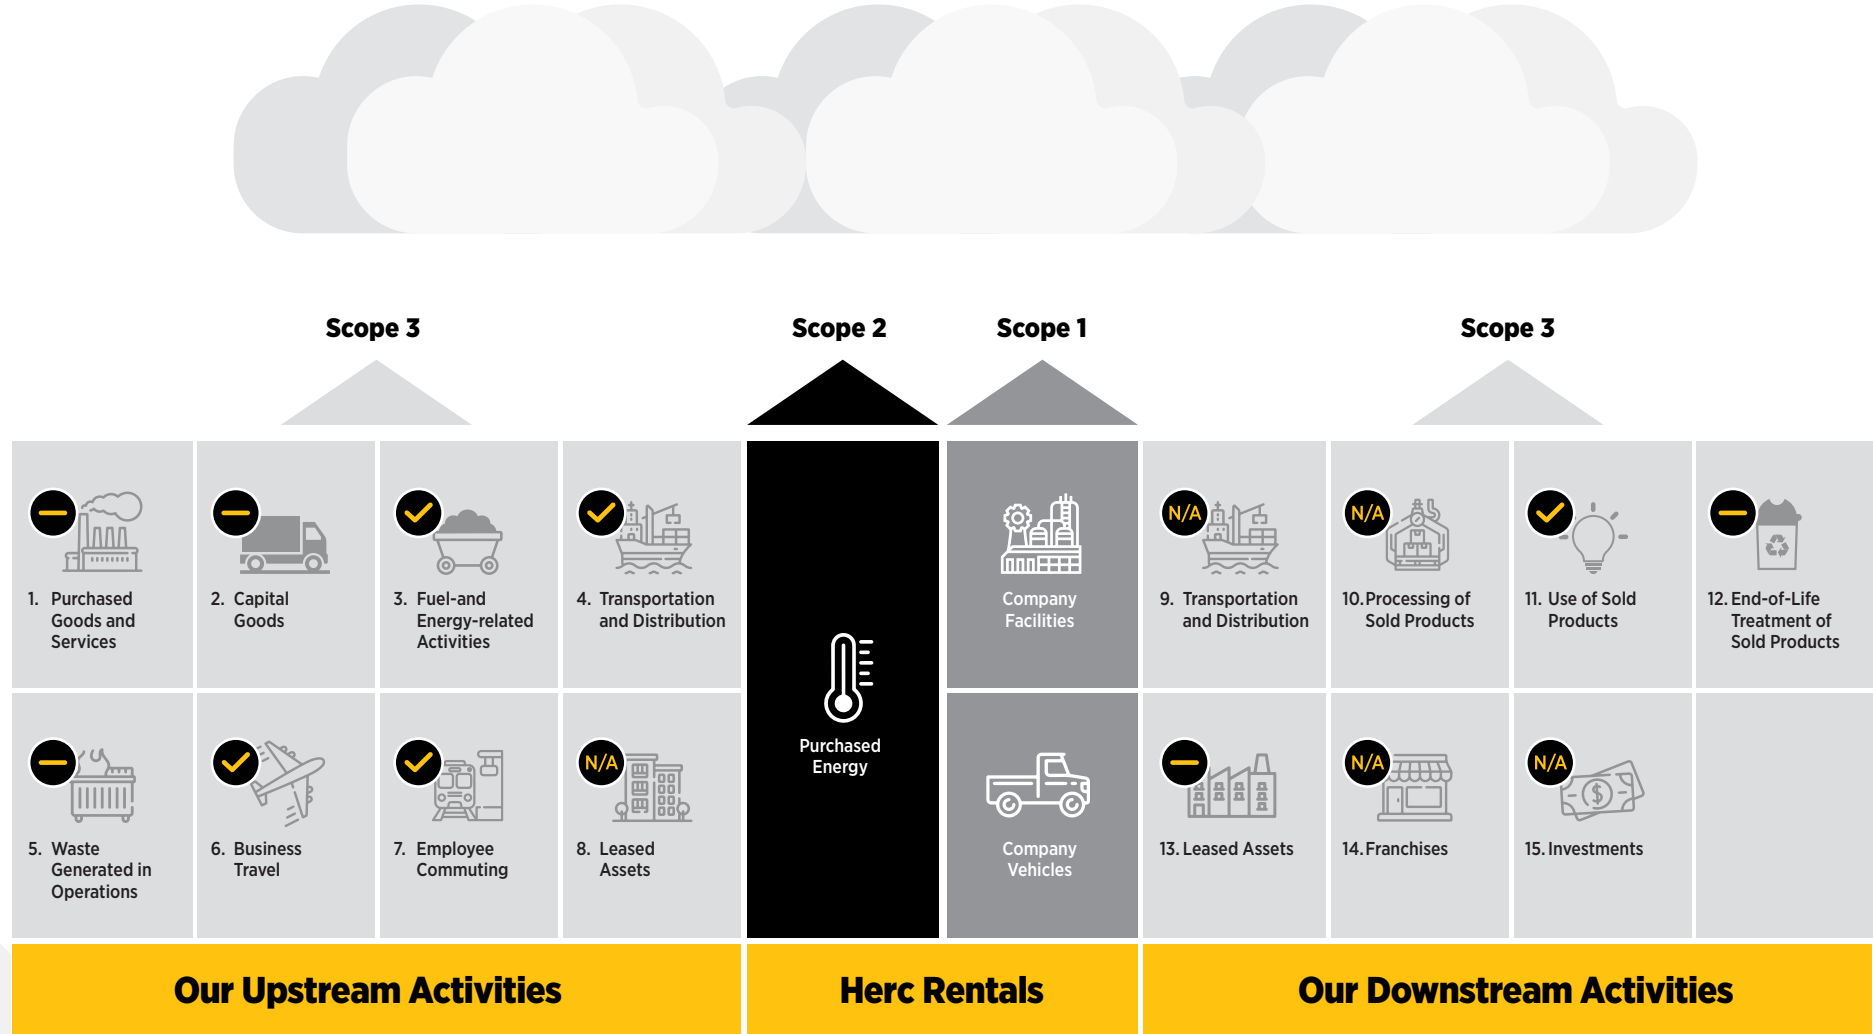 Scope 3
Scope 2
Scope 1
Scope 3
1. Purchased
Goods and
Services
2. Capital
Goods
3. Fuel-and
Energy-related
Activities
4. Transportation
and Distribution
Company
Facilities
N/A
9. Transportation
and Distribution
N/A
10. Processing of
Sold Products
11. Use of Sold
Products
12. End-of-Life
Treatment of
Sold Products
Purchased
Energy
5. Waste
Generated in
Operations
6. Business
Travel
7. Employee
Commuting
N/A
8. Leased
Assets
Company
Vehicles
13. Leased Assets
N/A
14. Franchises
N/A
$
15. Investments
Our Upstream Activities
Herc Rentals
Our Downstream Activities